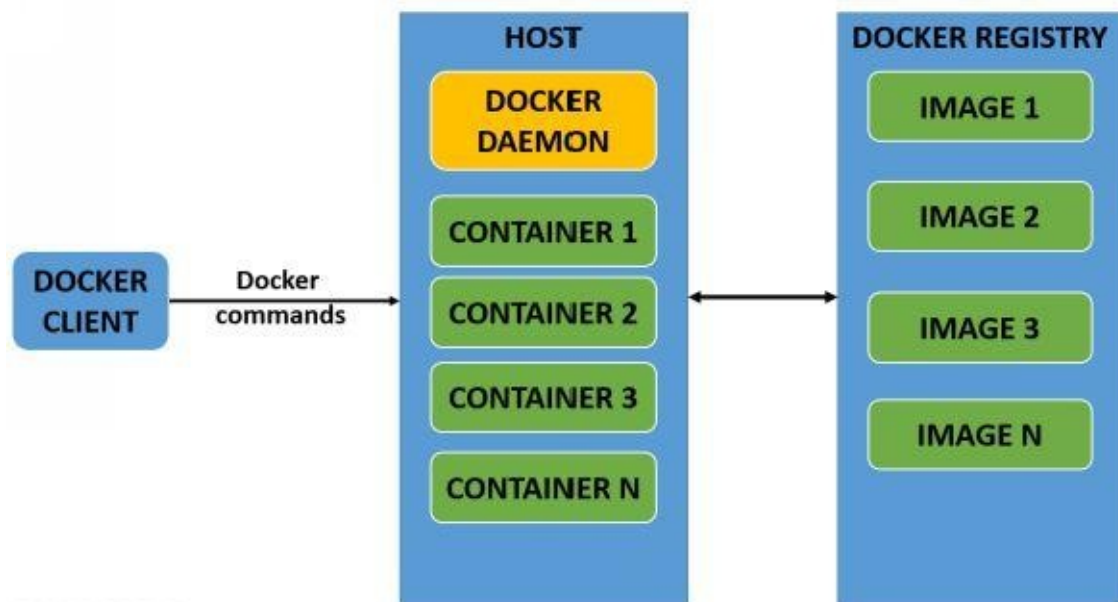 HOST
DOCKER
DAEMON
CONTAINER 1
CONTAINER 2
CONTAINER 3
CONTAINER N
DOCKER
CLIENT
Docker
commands
DOCKER REGISTRY
IMAGE 1
IMAGE 2
IMAGE 3
IMAGE N